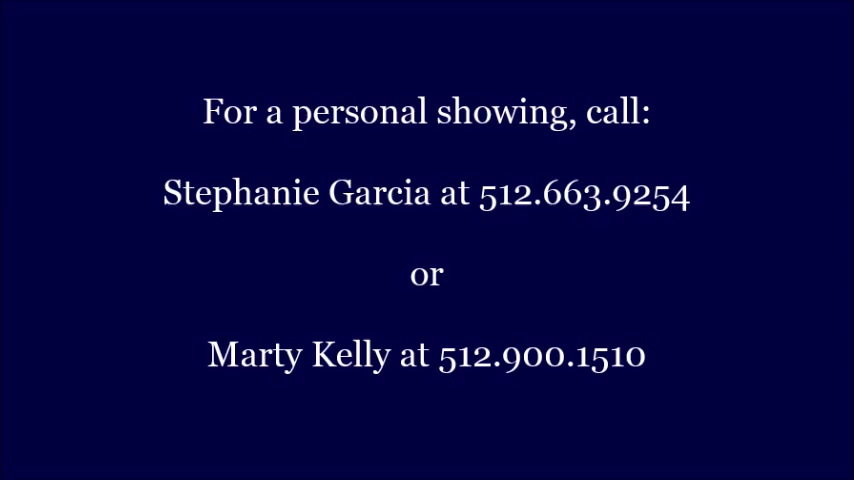 For a personal showing, call:
Stephanie Garcia at 512.663.9254
or
Marty Kelly at 512.900.1510